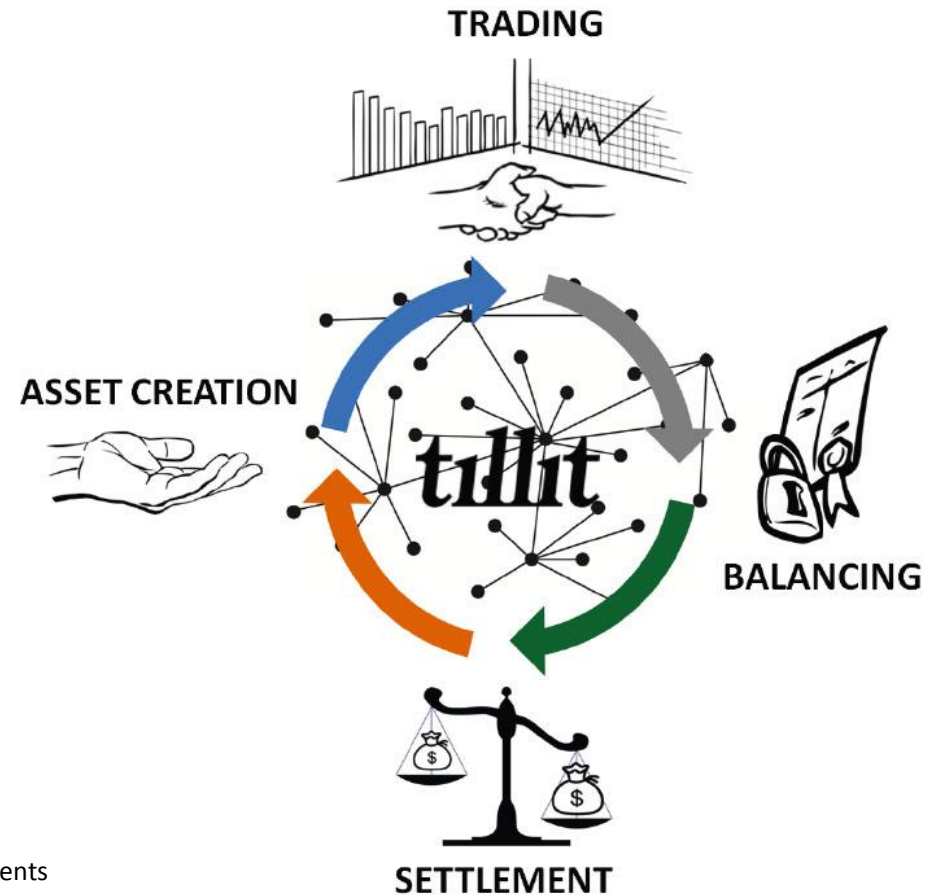 TRADING
ASSET CREATION
tillit
BALANCING
$
$
ents
SETTLEMENT